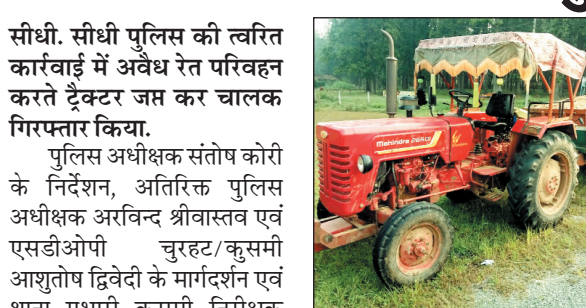 सीधी. सीधी पुलिस की त्वरित
कार्रवाई में अवैध रेत परिवहन
करते ट्रैक्टर जप्त कर चालक
गिरफ्तार किया.
पुलिस अधीक्षक संतोष कोरी
के निर्देशन, अतिरिक्त पुलिस
अधीक्षक अरविन्द श्रीवास्तव एवं
एसडीओपी चुरहट/कुसमी
आशुतोष द्विवेदी के मार्गदर्शन एवं
Mahindra